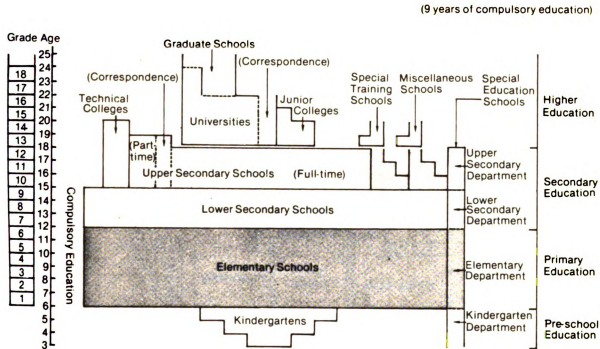 (9 years of compulsory education)
Grade Age
25
24
23
22
21
20
19
18
17
16
15
14
13
12
11
10
9
8
7
6
5
4
3
18
17
16
15
14
13
12
11
10
9
8
7
6
5
4
3
2
1
Compulsory Education
Graduate Schools
(Correspondence)
(Correspondence)
Technical
Colleges
Universities
Junior
Colleges
Special
Training
Schools
Miscellaneous
Schools
Special
Education
Schools
Higher
Education
(Part-
time)
Upper Secondary Schools
(Full-time)
Upper
Secondary
Department
Secondary
Education
Lower Secondary Schools
Lower
Secondary
Department
Elementary Schools
Elementary
Department
Primary
Education
Kindergartens
Kindergarten
Department
Pre-school
Education